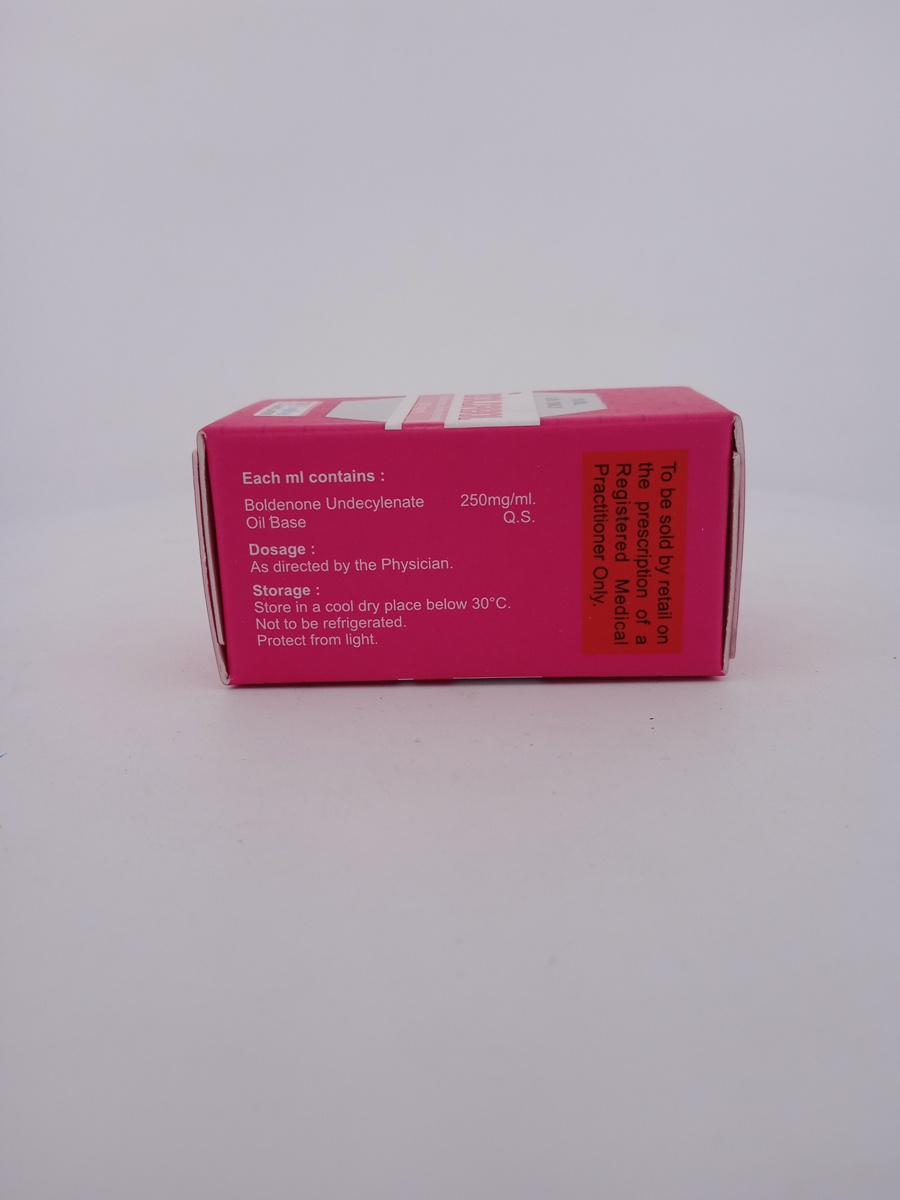 Each ml contains :
Boldenone Undecylenate 250mg/ml.
Oil Base Q.S.
Dosage :
As directed by the Physician.
Storage :
Store in a cool dry place below 30°C.
Not to be refrigerated.
Protect from light.
To be sold by retail on
the prescription of a
Registered Medical
Practitioner Only.